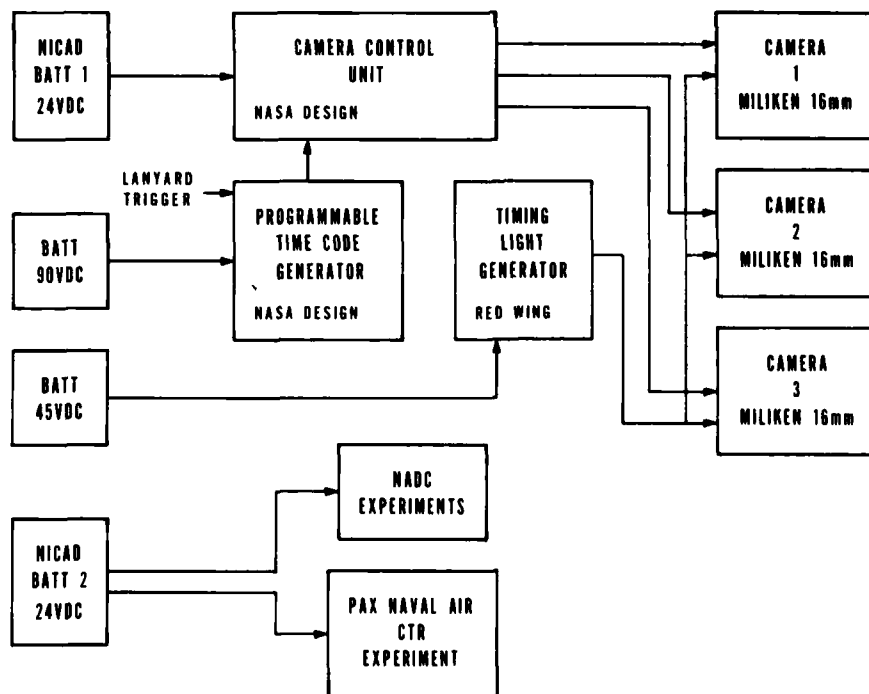 NICAD
BATT 1
24VDC
CAMERA CONTROL
UNIT
NASA DESIGN
CAMERA
1
MILIKEN 16mm
LANYARD
TRIGGER
BATT
90VDC
PROGRAMMABLE
TIME CODE
GENERATOR
NASA DESIGN
TIMING
LIGHT
GENERATOR
RED WING
CAMERA
2
MILIKEN 16mm
BATT
45VDC
CAMERA
3
MILIKEN 16mm
NICAD
BATT 2
24VDC
NADC
EXPERIMENTS
PAX NAVAL AIR
CTR
EXPERIMENT